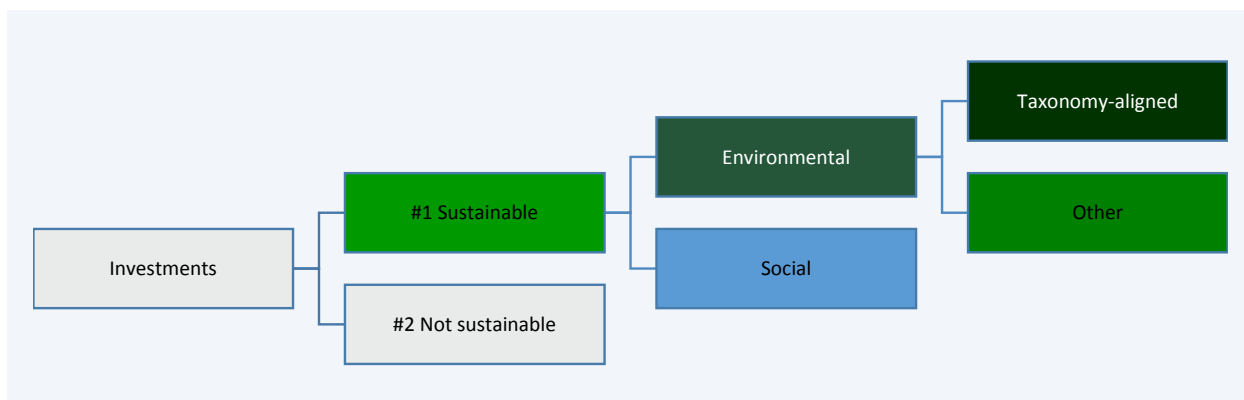 Taxonomy-aligned
Environmental
#1 Sustainable
Other
Investments
Social
#2 Not sustainable